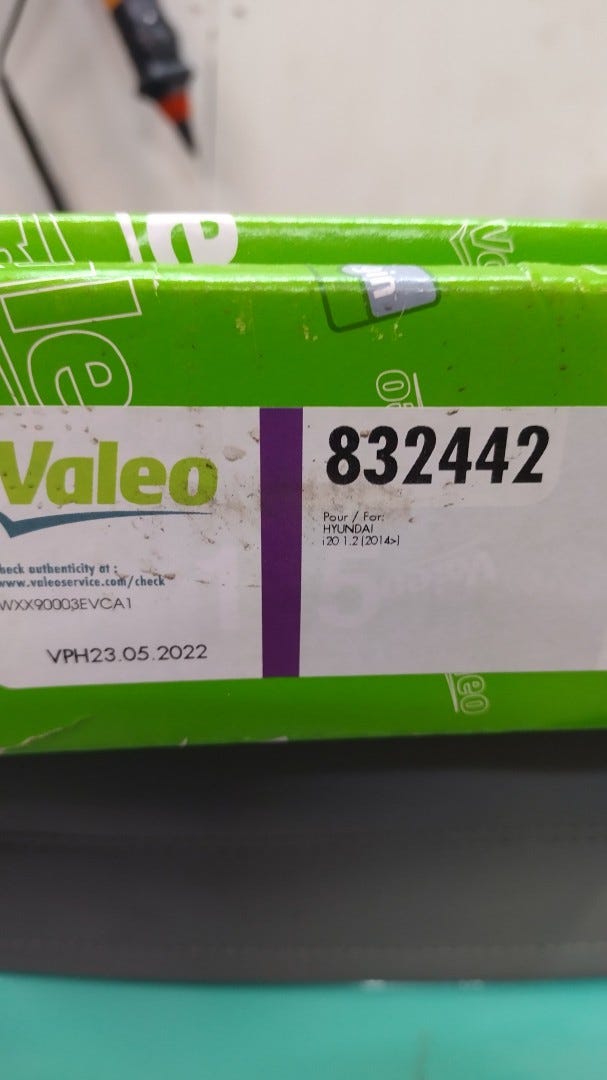 Valeo
832442
Pour / For:
HYUNDAI
i20 1.2 (2014>)
heck authenticity at :
www.valeoservice.com/check
WXX90003EVCA1
VPH23.05.2022